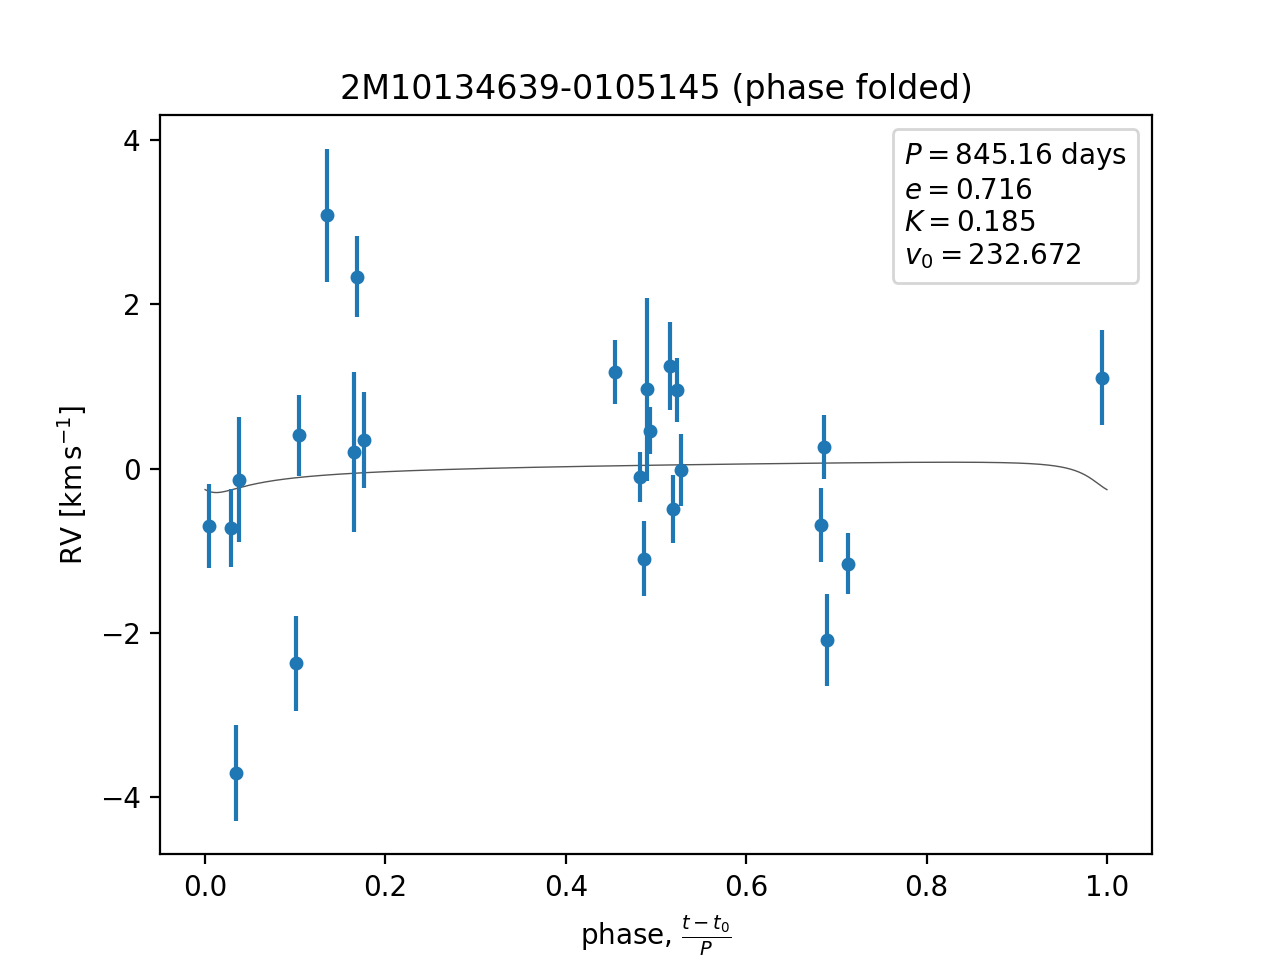 2M10134639-0105145 (phase folded)
P = 845.16 days
e = 0.716
K = 0.185
v₀ = 232.672
RV [km s⁻¹]
4
2
0
−2
−4
0.0 0.2 0.4 0.6 0.8 1.0
phase, (t − t₀)/P